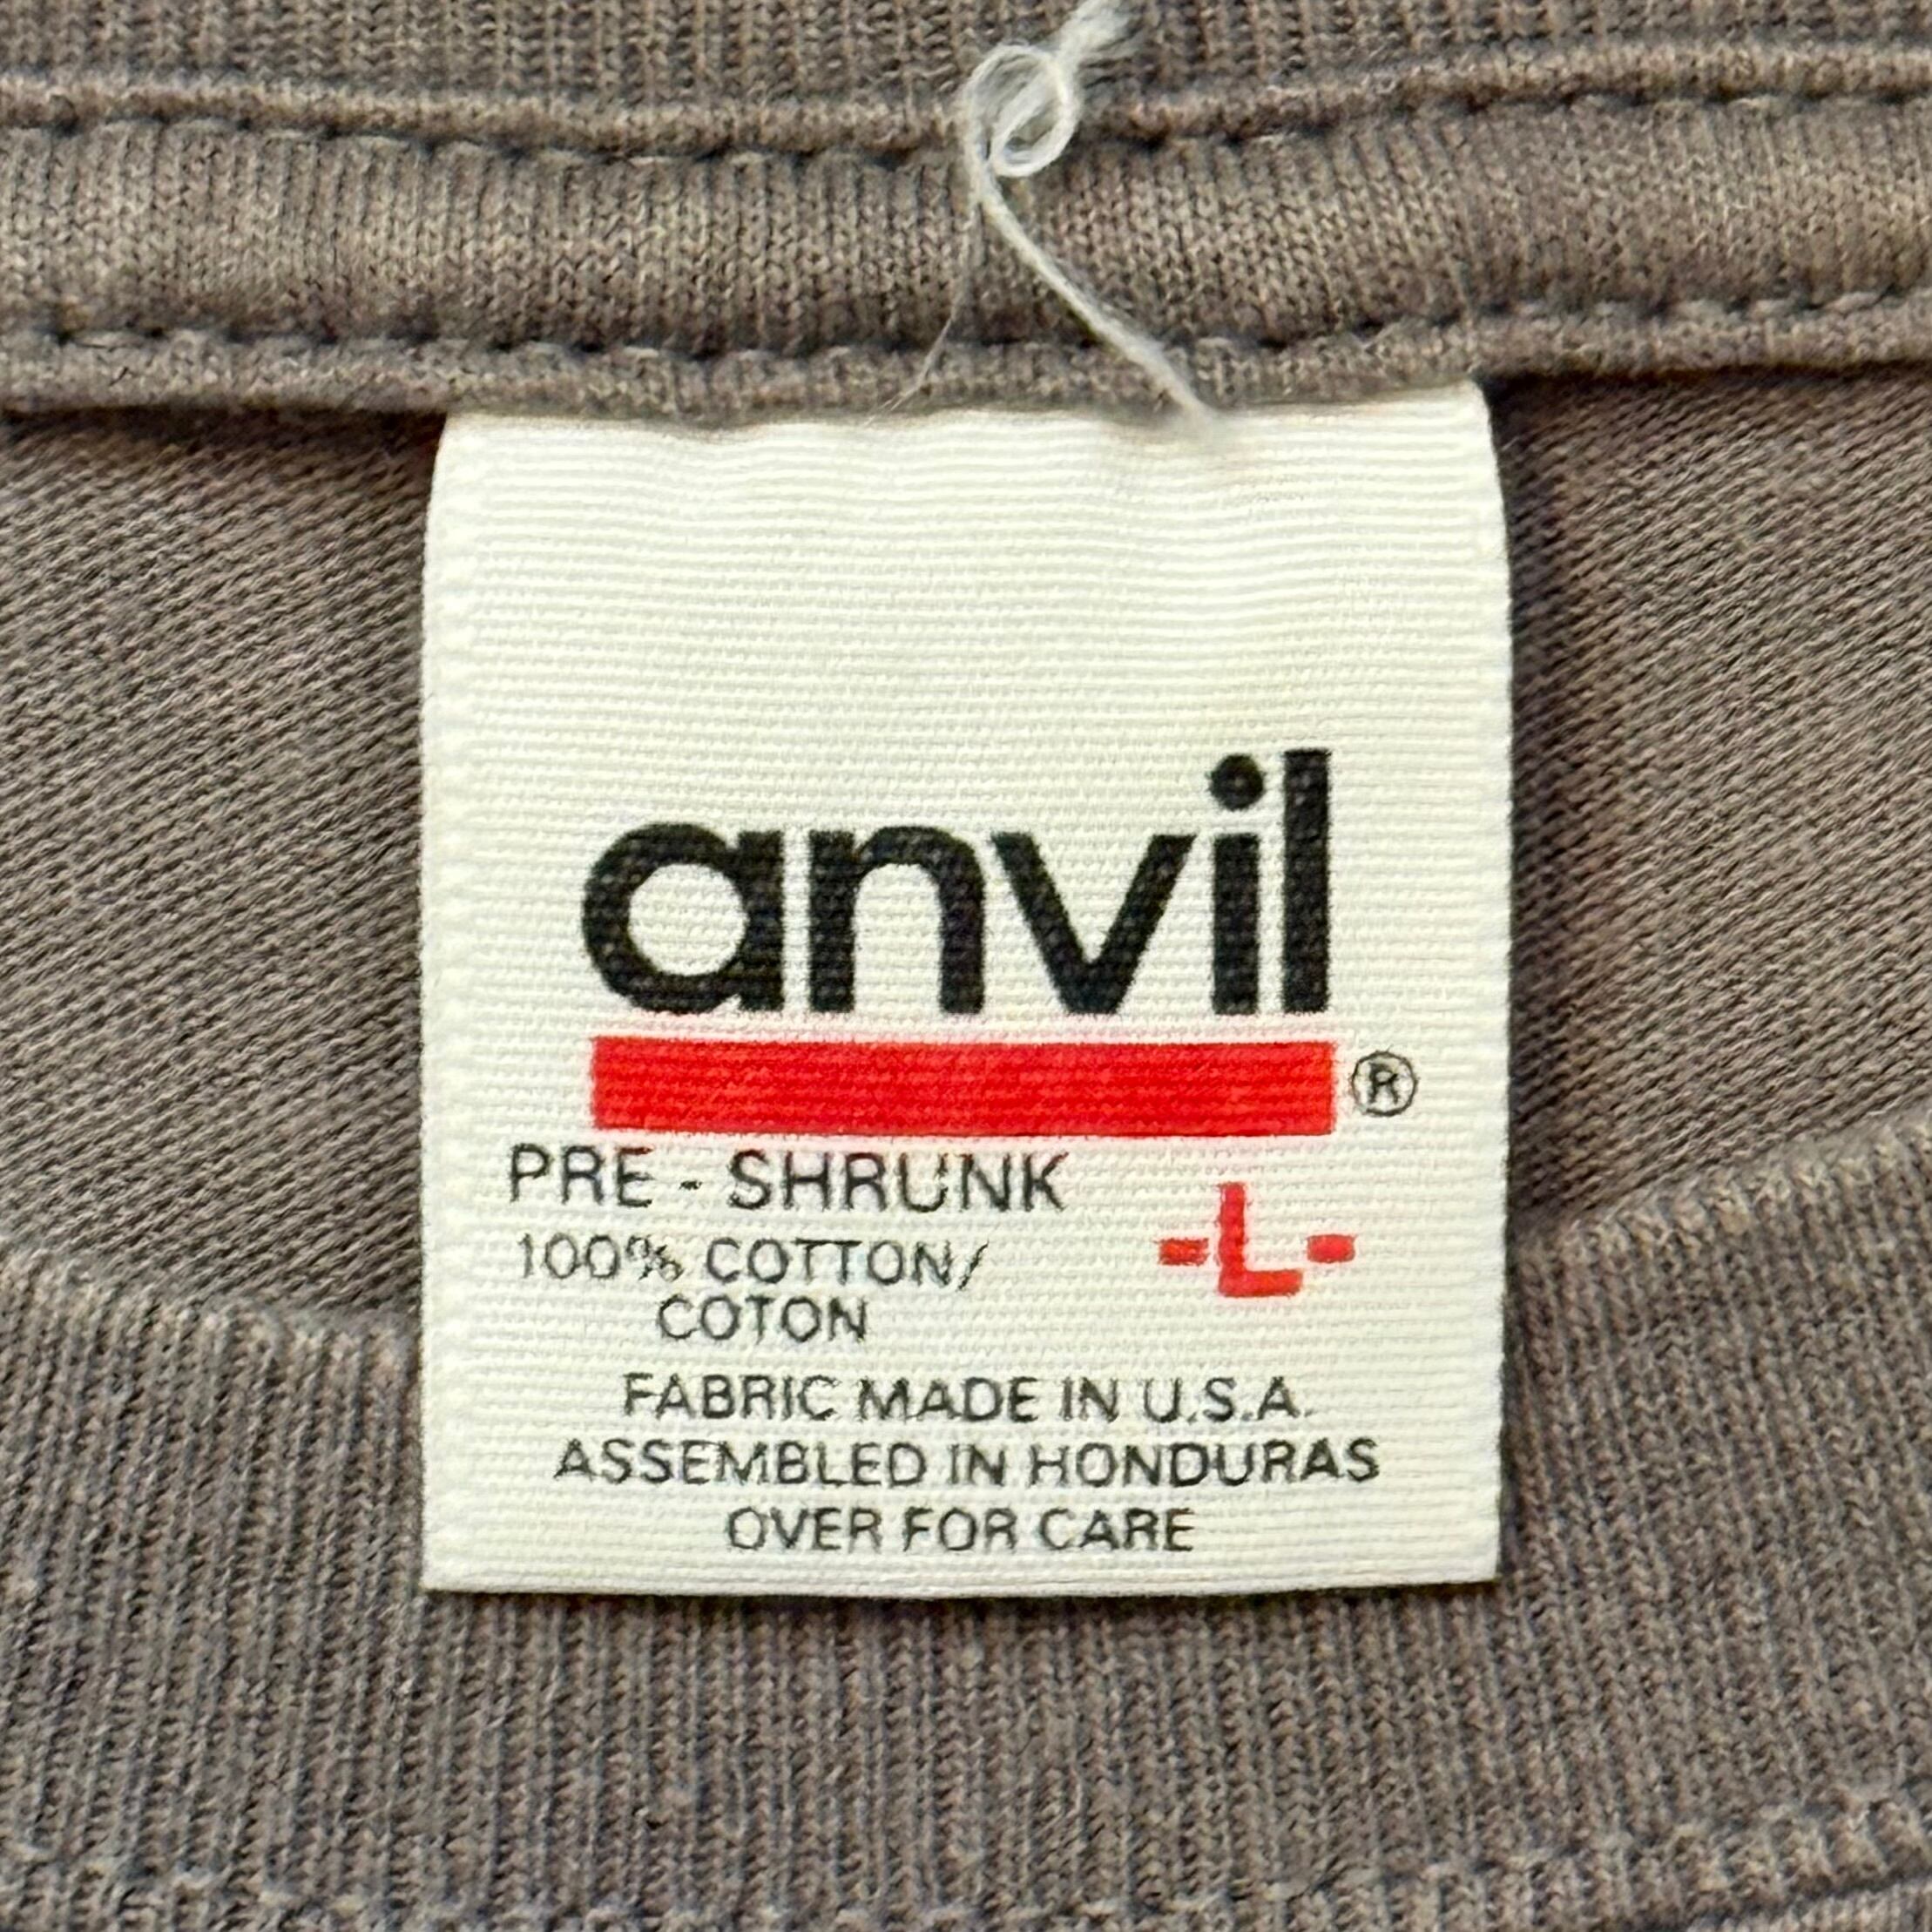 anvil
®
PRE - SHRUNK
-L-
100% COTTON/
COTON
FABRIC MADE IN U.S.A.
ASSEMBLED IN HONDURAS
OVER FOR CARE